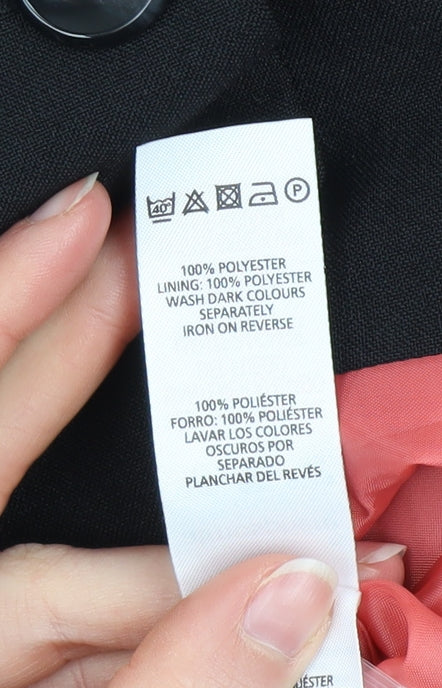 40° P
100% POLYESTER
LINING: 100% POLYESTER
WASH DARK COLOURS
SEPARATELY
IRON ON REVERSE
100% POLIÉSTER
FORRO: 100% POLIÉSTER
LAVAR LOS COLORES
OSCUROS POR
SEPARADO
PLANCHAR DEL REVÉS